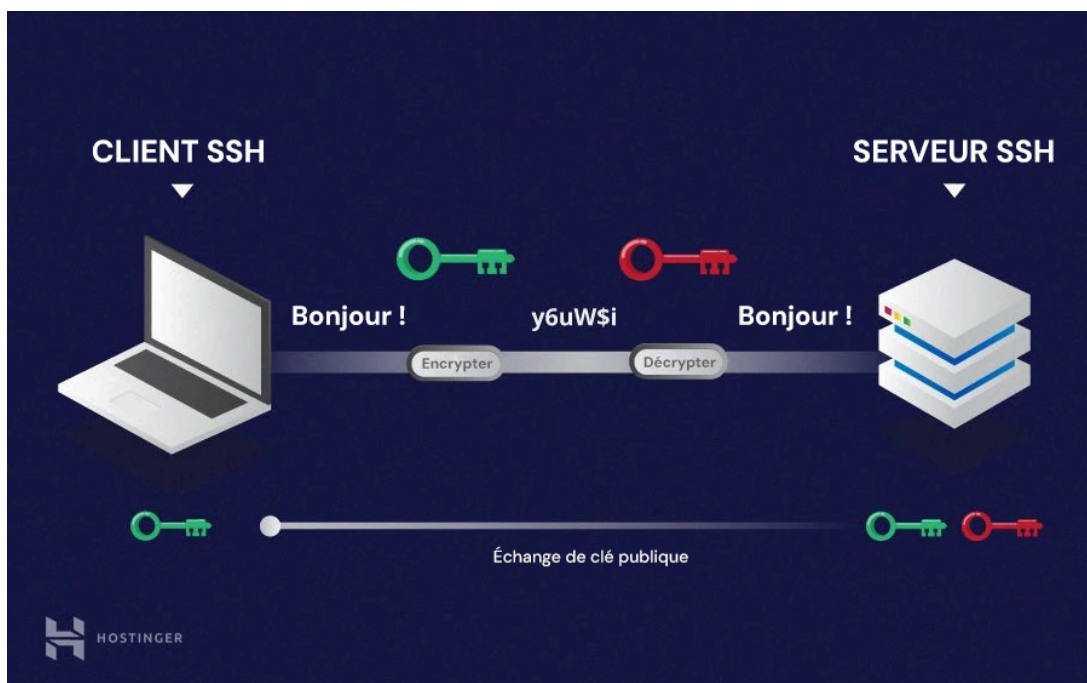 CLIENT SSH
SERVEUR SSH
Bonjour !
y6uW$i
Bonjour !
Encrypter
Décrypter
Échange de clé publique
HOSTINGER